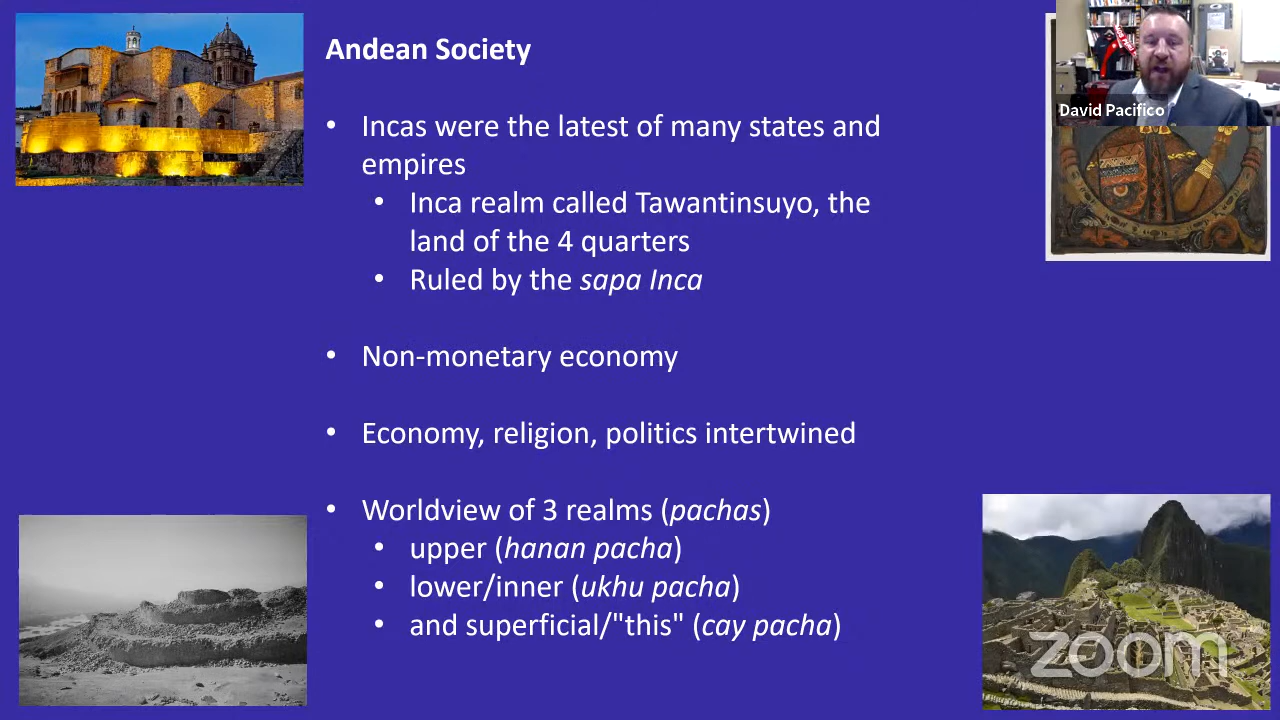 Andean Society
• Incas were the latest of many states and
empires
• Inca realm called Tawantinsuyo, the
land of the 4 quarters
• Ruled by the sapa Inca
• Non-monetary economy
• Economy, religion, politics intertwined
• Worldview of 3 realms (pachas)
• upper (hanan pacha)
• lower/inner (ukhu pacha)
• and superficial/"this" (cay pacha)
David Pacifico
zoom